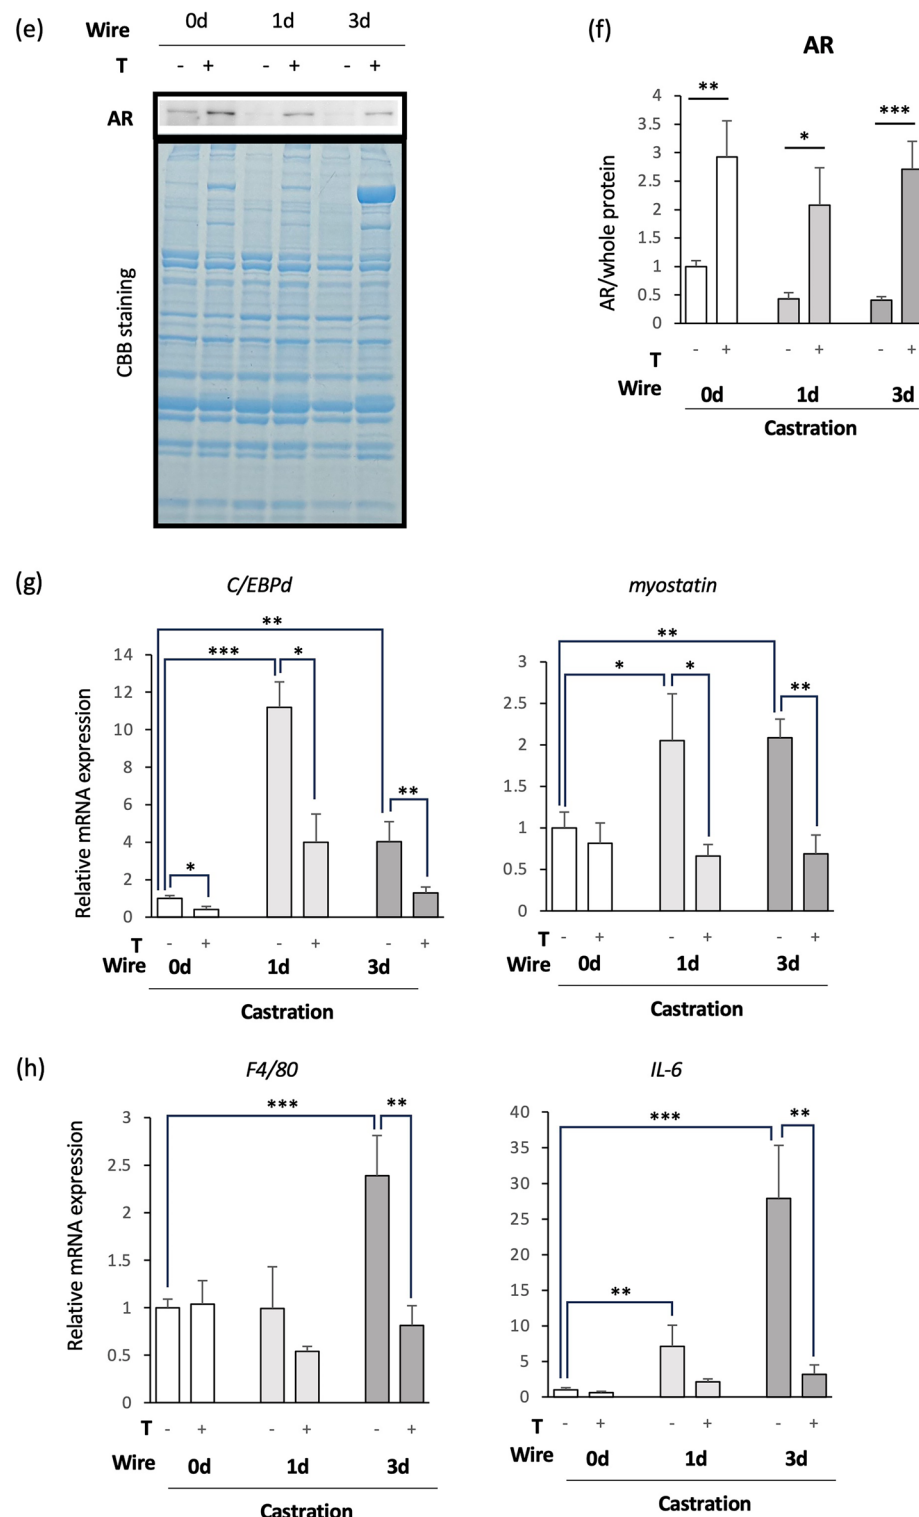 (e)
Wire 0d 1d 3d
T - + - + - +
AR
CBB staining
(f)
AR
**
*
***
AR/whole protein
4
3.5
3
2.5
2
1.5
1
0.5
0
T - + - + - +
Wire 0d 1d 3d
Castration
(g)
C/EBPd
**
*** *
**
*
Relative mRNA expression
14
12
10
8
6
4
2
0
T - + - + - +
Wire 0d 1d 3d
Castration
myostatin
**
* *
**
3
2.5
2
1.5
1
0.5
0
T - + - + - +
Wire 0d 1d 3d
Castration
(h)
F4/80
*** **
Relative mRNA expression
3
2.5
2
1.5
1
0.5
0
T - + - + - +
Wire 0d 1d 3d
Castration
IL-6
*** **
**
40
35
30
25
20
15
10
5
0
T - + - + - +
Wire 0d 1d 3d
Castration